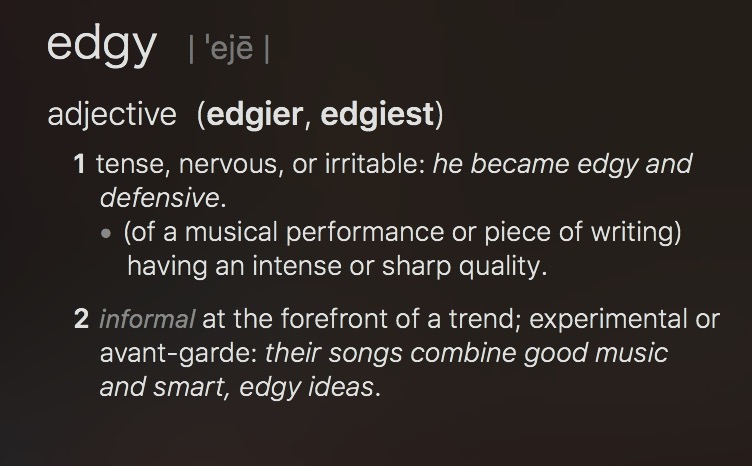 edgy | ˈejē |
adjective (edgier, edgiest)
1 tense, nervous, or irritable: he became edgy and
defensive.
• (of a musical performance or piece of writing)
having an intense or sharp quality.
2 informal at the forefront of a trend; experimental or
avant-garde: their songs combine good music
and smart, edgy ideas.